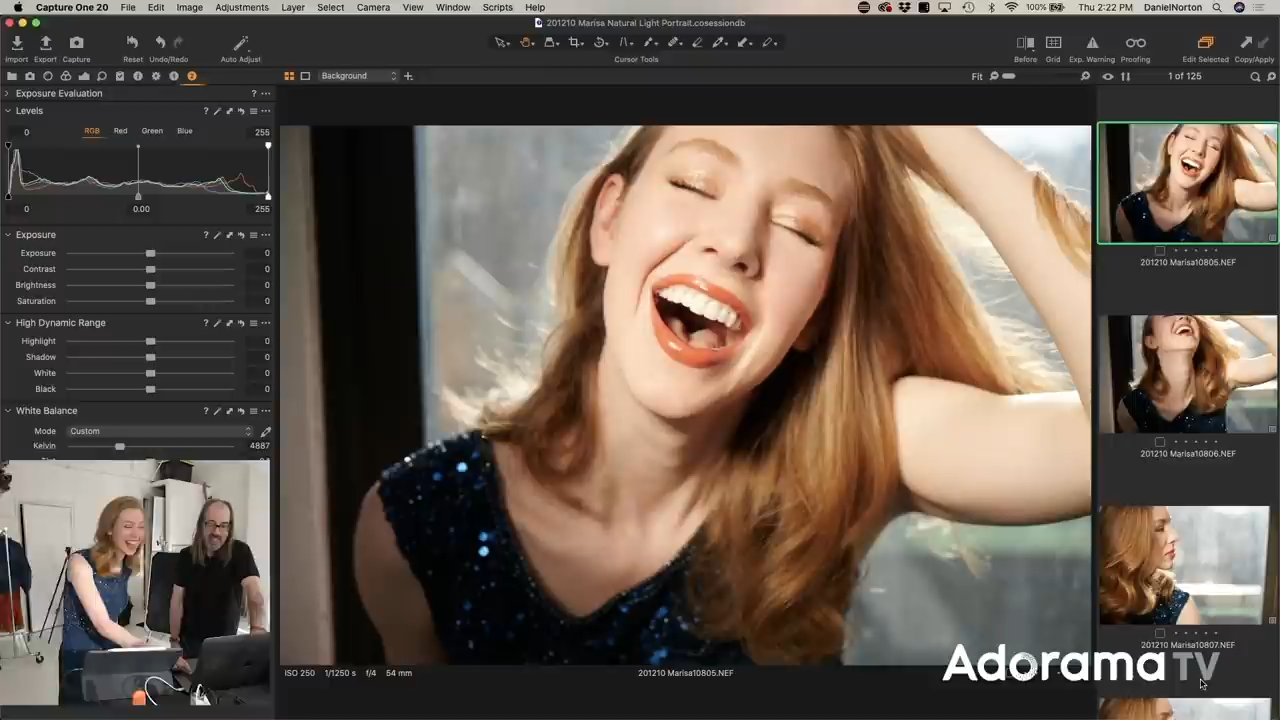 Capture One 20 File Edit Image Adjustments Layer Select Camera View Window Scripts Help 100% Thu 2:22 PM DanielNorton
201210 Marisa Natural Light Portrait.cosessiondb
Import Export Capture Reset Undo/Redo Auto Adjust Cursor Tools Before Grid Exp. Warning Proofing Edit Selected Copy/Apply
Background Fit 1 of 125
Exposure Evaluation
Levels
0 RGB Red Green Blue 255
0 0.00 255
Exposure
Exposure 0
Contrast 0
Brightness 0
Saturation 0
High Dynamic Range
Highlight 0
Shadow 0
White 0
Black 0
White Balance
Mode Custom
Kelvin 4887
201210 Marisa10805.NEF
201210 Marisa10806.NEF
201210 Marisa10807.NEF
ISO 250 1/1250 s f/4 54 mm 201210 Marisa10805.NEF
Adorama TV